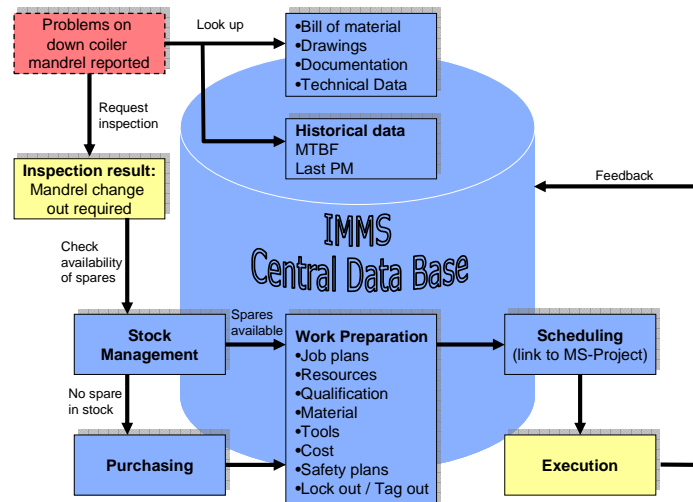 Problems on
down coiler
mandrel reported
Look up
•Bill of material
•Drawings
•Documentation
•Technical Data
Request
inspection
Historical data
MTBF
Last PM
Inspection result:
Mandrel change
out required
Feedback
IMMS
Central Data Base
Check
availability
of spares
Stock
Management
Spares
available
Work Preparation
•Job plans
•Resources
•Qualification
•Material
•Tools
•Cost
•Safety plans
•Lock out / Tag out
Scheduling
(link to MS-Project)
No spare
in stock
Purchasing
Execution